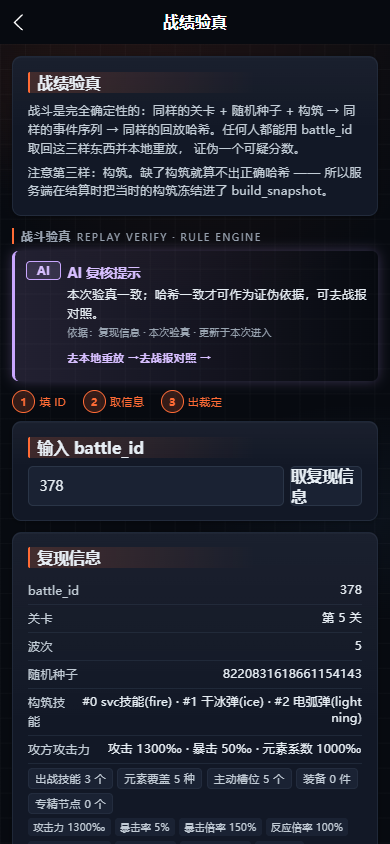 战绩验真
战绩验真
战斗是完全确定性的：同样的关卡 + 随机种子 + 构筑 → 同
样的事件序列 → 同样的回放哈希。任何人都能用 battle_id
取回这三样东西并本地重放， 证伪一个可疑分数。
注意第三样：构筑。缺了构筑就算不出正确哈希 —— 所以服
务端在结算时把当时的构筑冻结进了 build_snapshot。
战斗验真 REPLAY VERIFY · RULE ENGINE
AI AI 复核提示
本次验真一致；哈希一致才可作为证伪依据，可去战报
对照。
依据：复现信息 · 本次验真 · 更新于本次进入
去本地重放 →去战报对照 →
1 填 ID 2 取信息 3 出裁定
输入 battle_id
378 取复现信
息
复现信息
battle_id 378
关卡 第 5 关
波次 5
随机种子 8220831618661154143
构筑技 #0 svc技能(fire) · #1 干冰弹(ice) · #2 电弧弹(light
能 ning)
攻方攻击力 攻击 1300‰ · 暴击 50‰ · 元素系数 1000‰
出战技能 3 个 元素覆盖 5 种 主动槽位 5 个 装备 0 件
专精节点 0 个
攻击力 1300‰ 暴击率 5% 暴击倍率 150% 反应倍率 100%